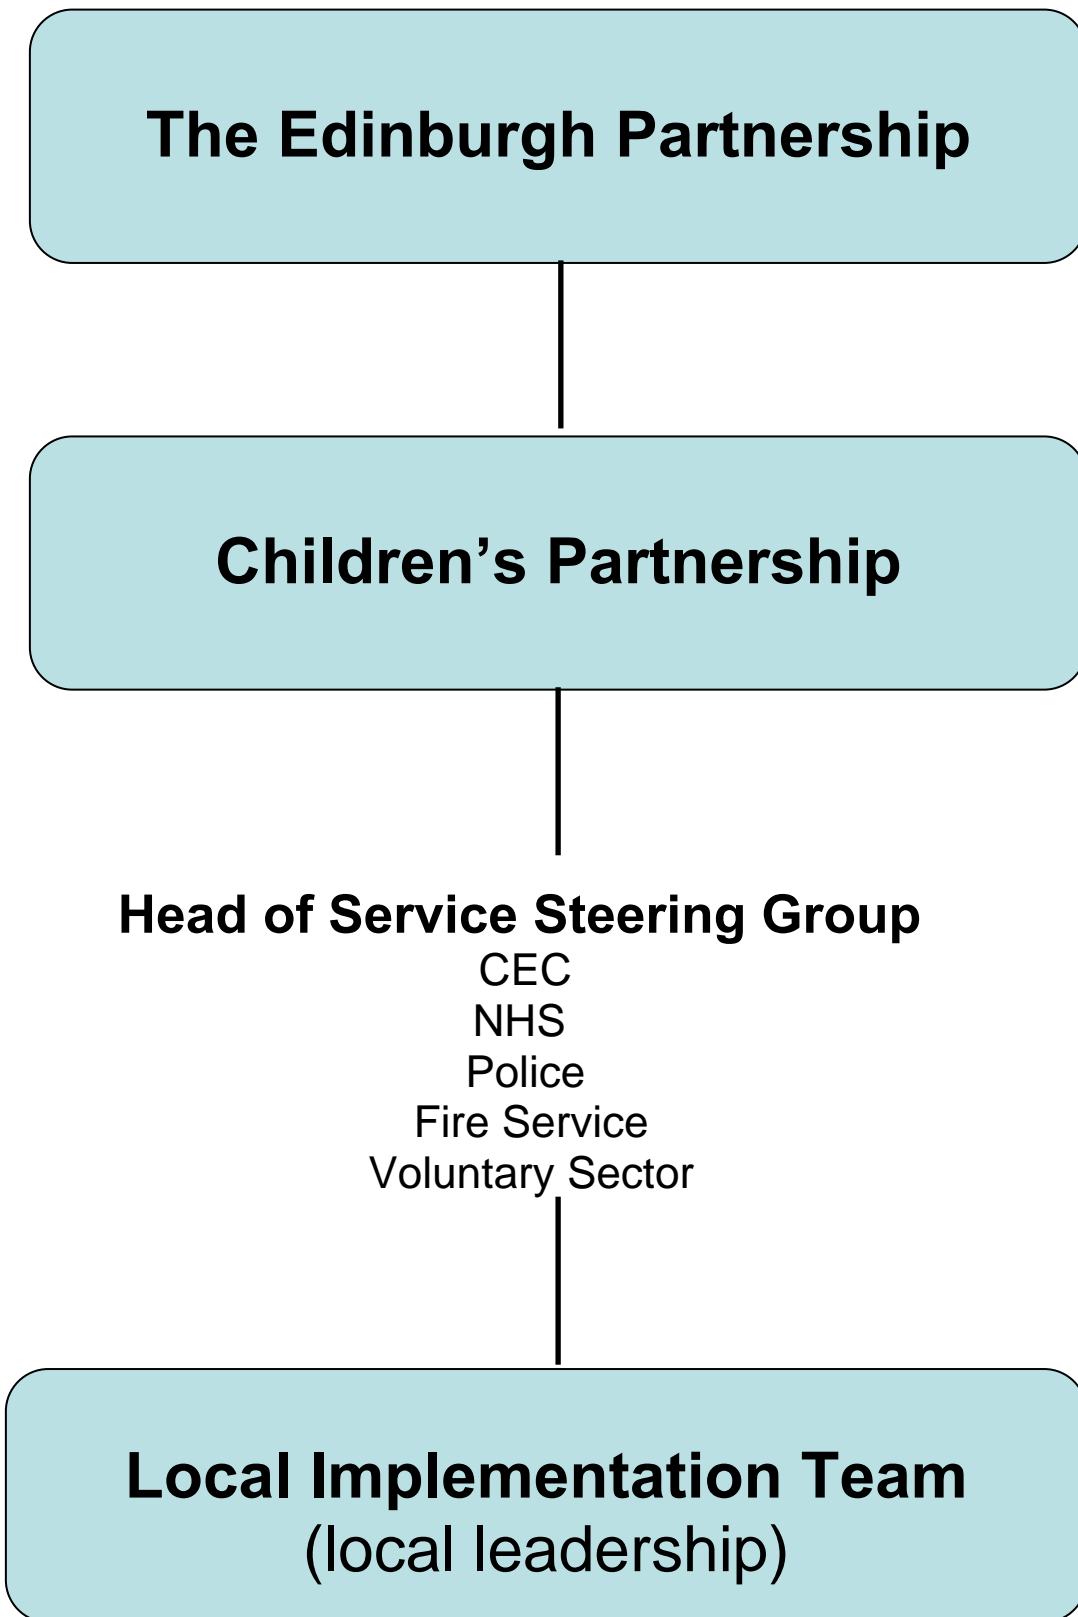 The Edinburgh Partnership
Children’s Partnership
Head of Service Steering Group
CEC
NHS
Police
Fire Service
Voluntary Sector
Local Implementation Team
(local leadership)